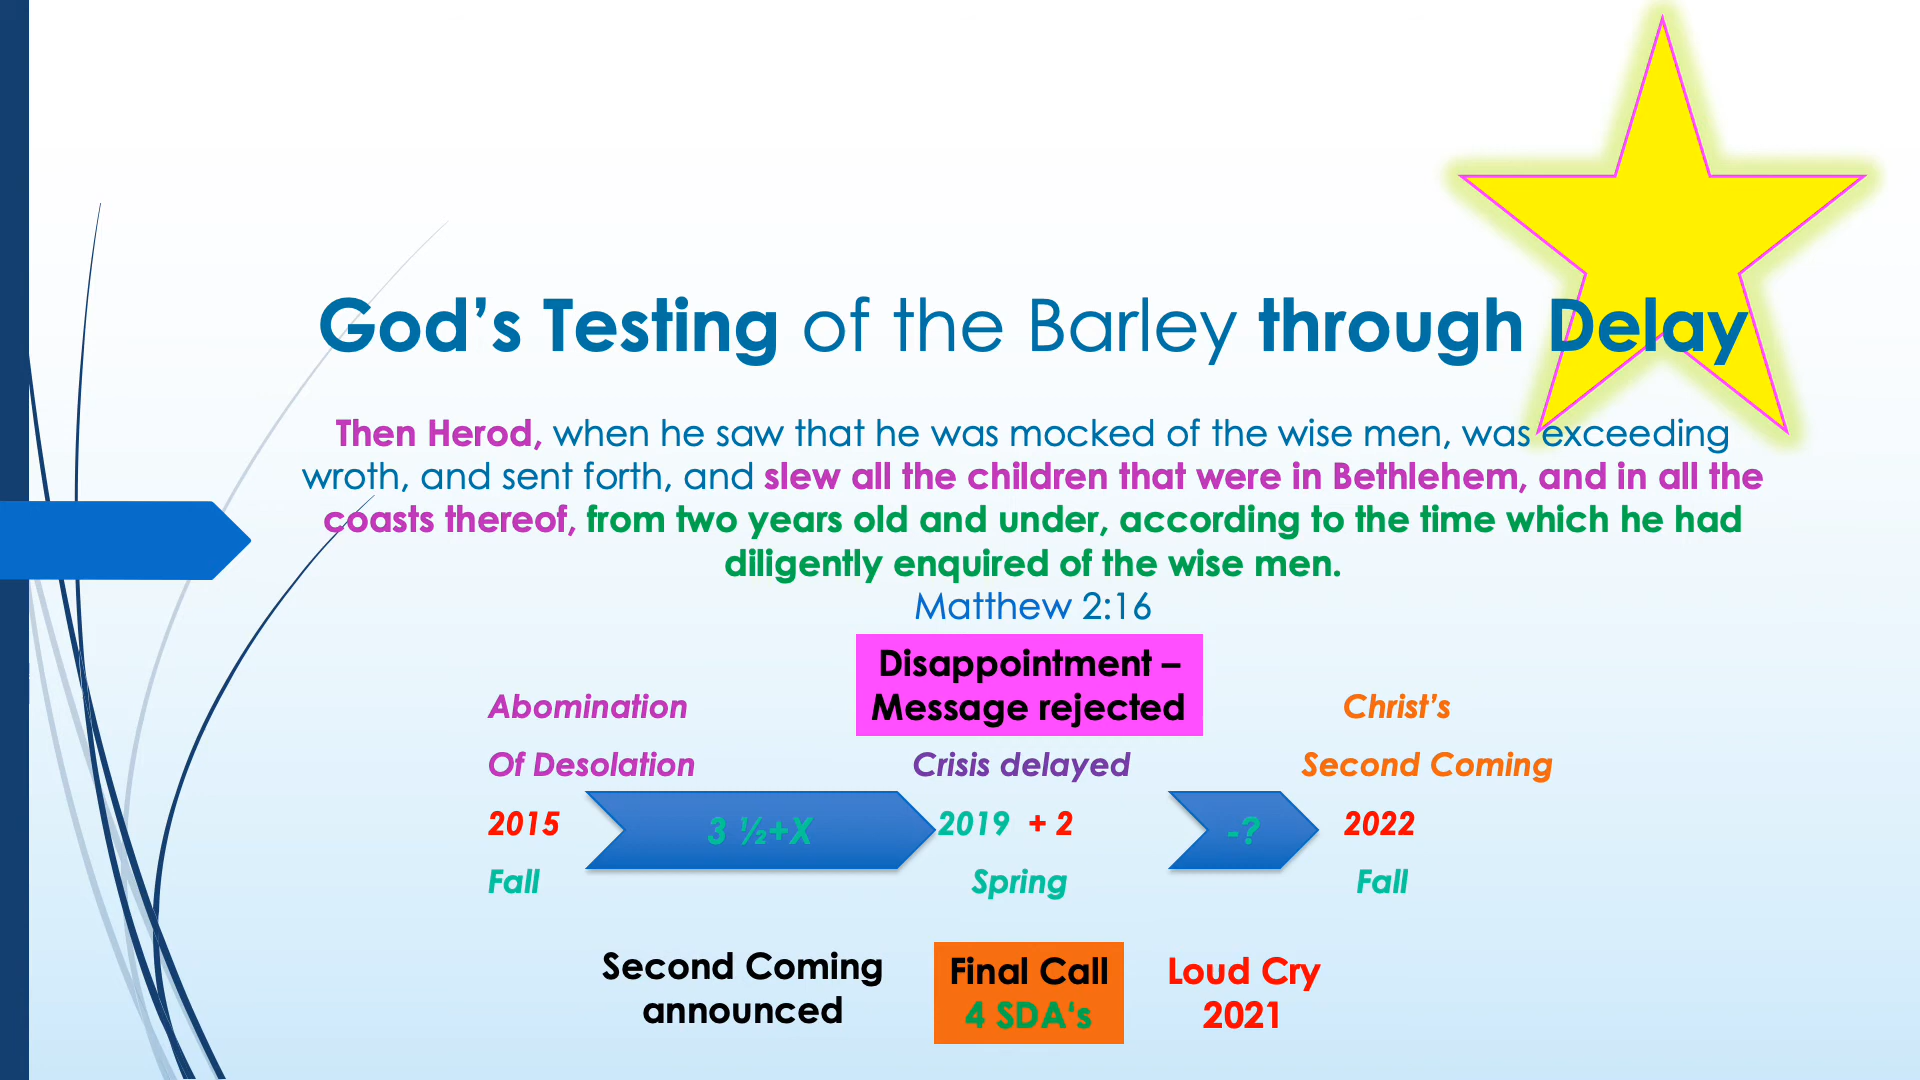 God's Testing of the Barley through Delay
Then Herod, when he saw that he was mocked of the wise men, was exceeding
wroth, and sent forth, and slew all the children that were in Bethlehem, and in all the
coasts thereof, from two years old and under, according to the time which he had
diligently enquired of the wise men.
Matthew 2:16
Disappointment –
Message rejected
Abomination
Of Desolation
2015
Fall
3 ½+X
Crisis delayed
2019 + 2
Spring
-?
Christ's
Second Coming
2022
Fall
Second Coming
announced
Final Call
4 SDA‘s
Loud Cry
2021